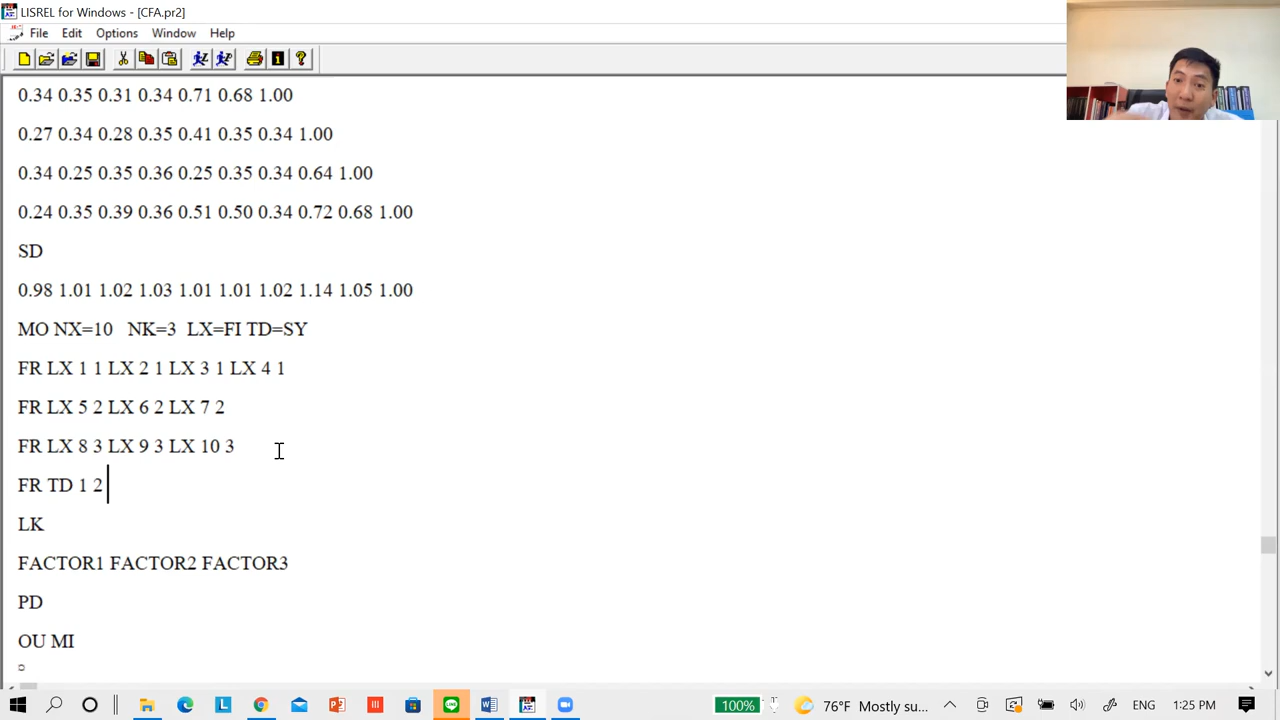 LISREL for Windows - [CFA.pr2]
File Edit Options Window Help
0.34 0.35 0.31 0.34 0.71 0.68 1.00
0.27 0.34 0.28 0.35 0.41 0.35 0.34 1.00
0.34 0.25 0.35 0.36 0.25 0.35 0.34 0.64 1.00
0.24 0.35 0.39 0.36 0.51 0.50 0.34 0.72 0.68 1.00
SD
0.98 1.01 1.02 1.03 1.01 1.01 1.02 1.14 1.05 1.00
MO NX=10 NK=3 LX=FI TD=SY
FR LX 1 1 LX 2 1 LX 3 1 LX 4 1
FR LX 5 2 LX 6 2 LX 7 2
FR LX 8 3 LX 9 3 LX 10 3
FR TD 1 2
LK
FACTOR1 FACTOR2 FACTOR3
PD
OU MI
100% 76°F Mostly su... ENG 1:25 PM